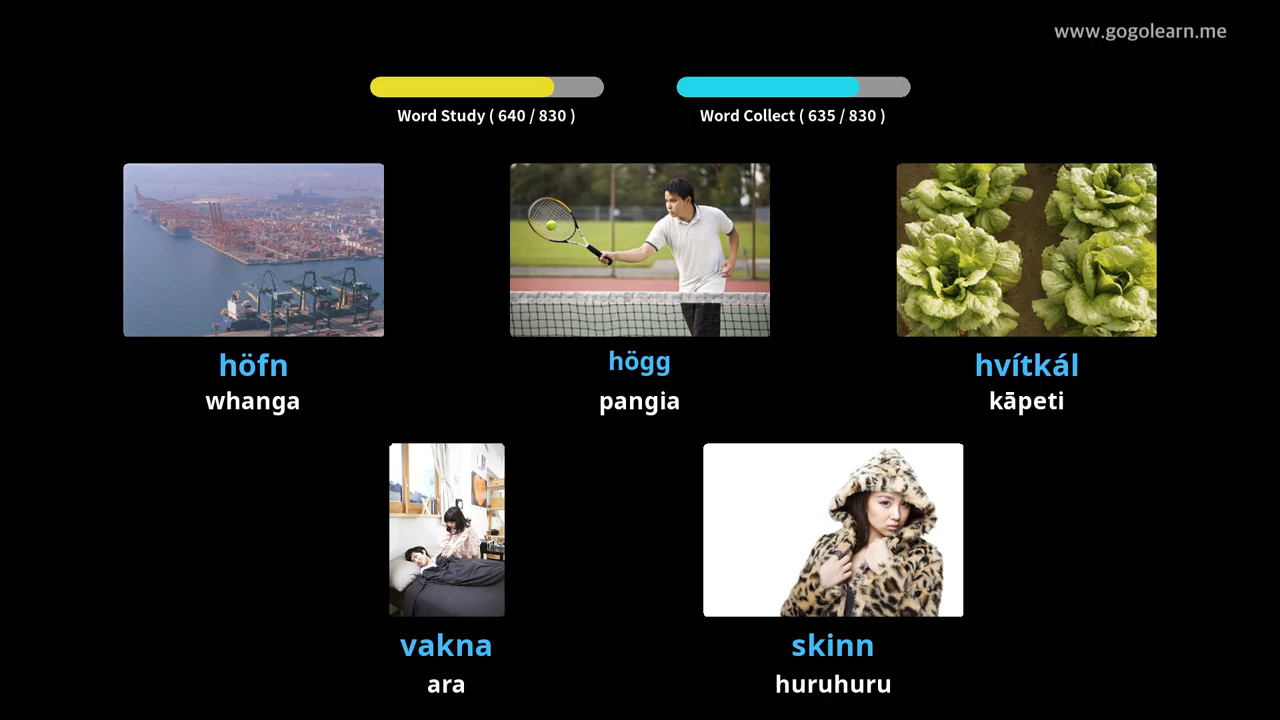 www.gogolearn.me
Word Study ( 640 / 830 )
Word Collect ( 635 / 830 )
höfn
whanga
högg
pangia
hvítkál
kāpeti
vakna
ara
skinn
huruhuru